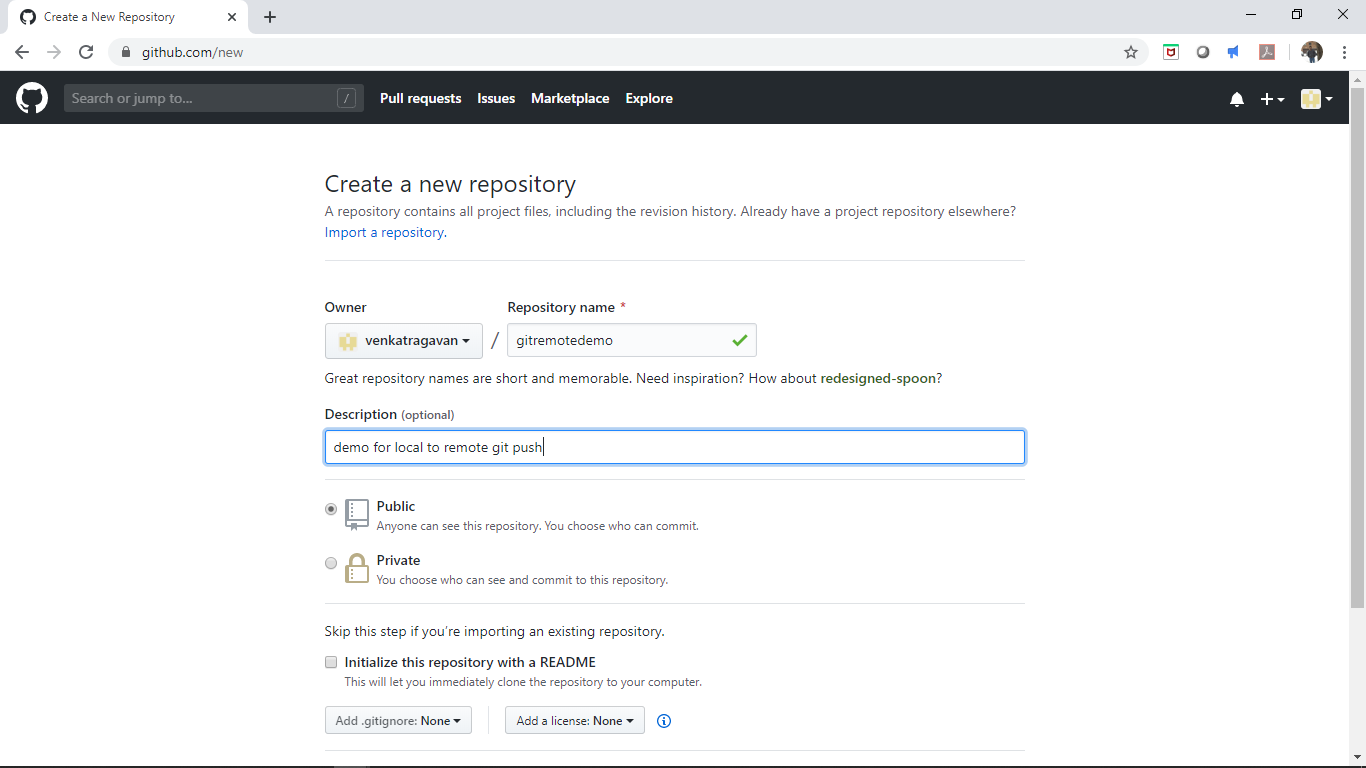 Create a New Repository
github.com/new
Search or jump to... /
Pull requests Issues Marketplace Explore
Create a new repository
A repository contains all project files, including the revision history. Already have a project repository elsewhere?
Import a repository.
Owner Repository name *
venkatragavan / gitremotedemo
Great repository names are short and memorable. Need inspiration? How about redesigned-spoon?
Description (optional)
demo for local to remote git push
Public
Anyone can see this repository. You choose who can commit.
Private
You choose who can see and commit to this repository.
Skip this step if you’re importing an existing repository.
Initialize this repository with a README
This will let you immediately clone the repository to your computer.
Add .gitignore: None Add a license: None